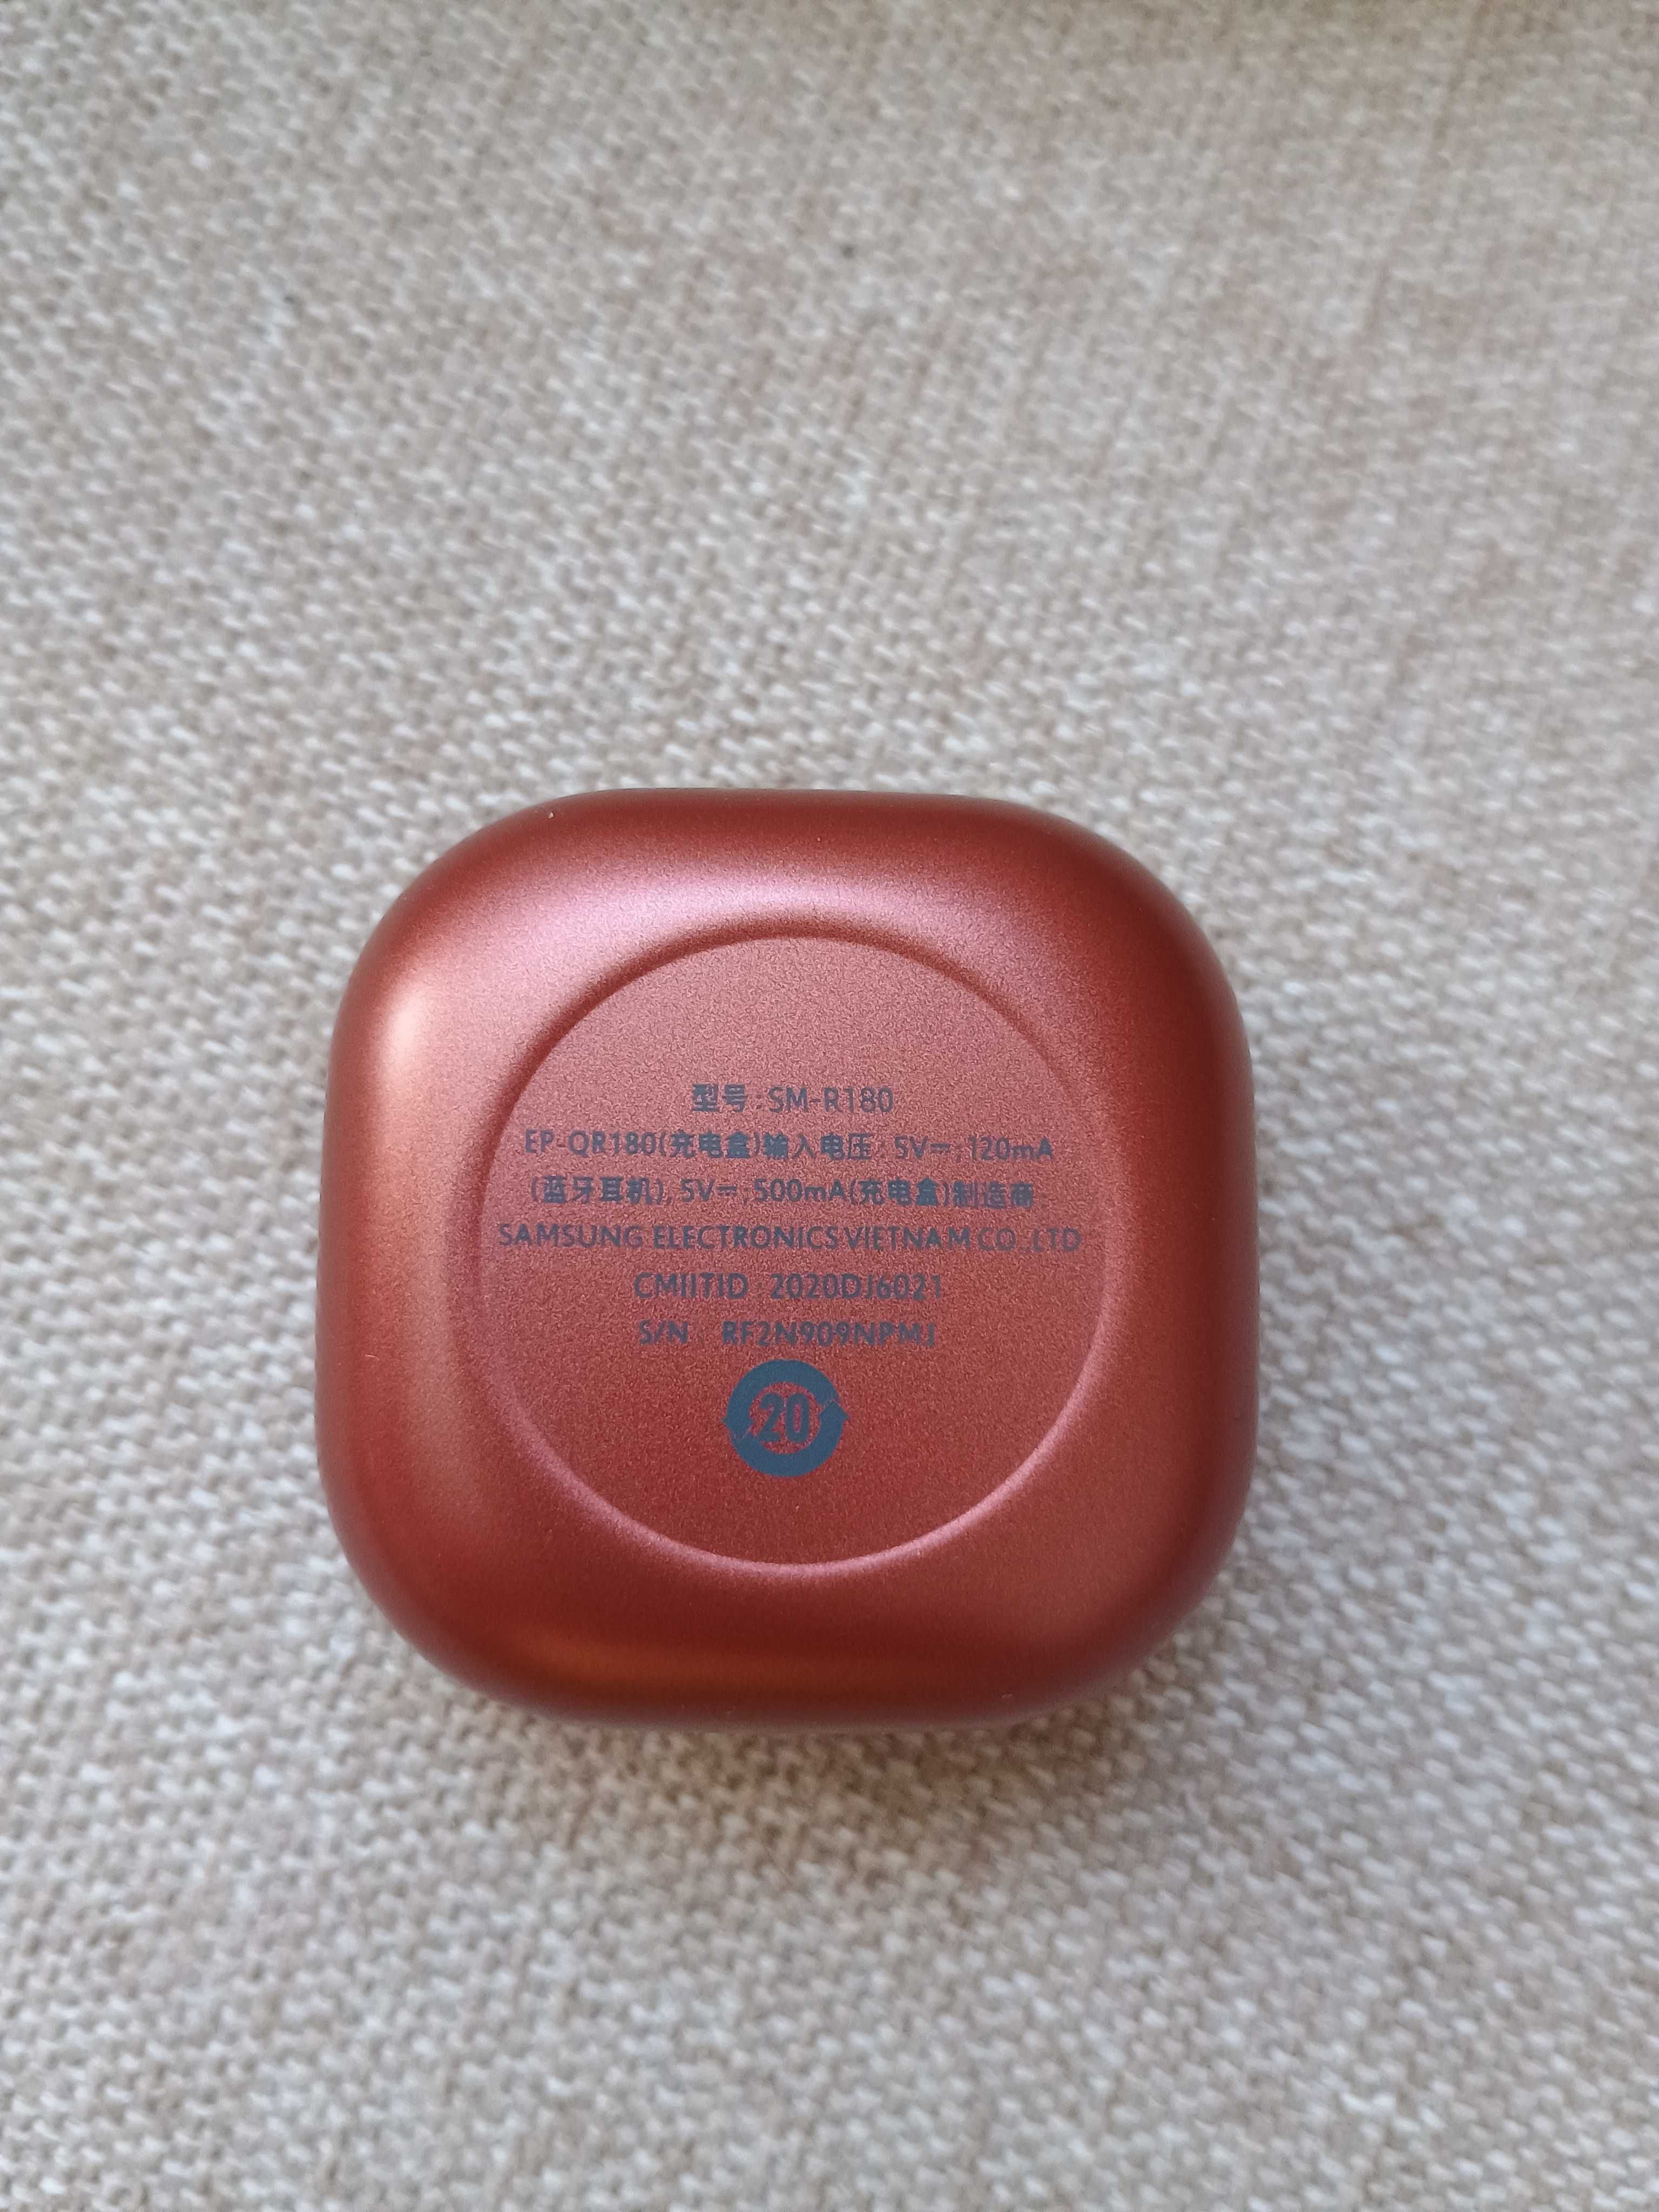 型号:SM-R180
EP-QR180(充电盒)输入电压: 5V⎓, 120mA
(蓝牙耳机), 5V⎓, 500mA(充电盒)制造商
SAMSUNG ELECTRONICS VIETNAM CO.,LTD
CMIITID 2020DJ6021
S/N RF2N909NPMJ
20